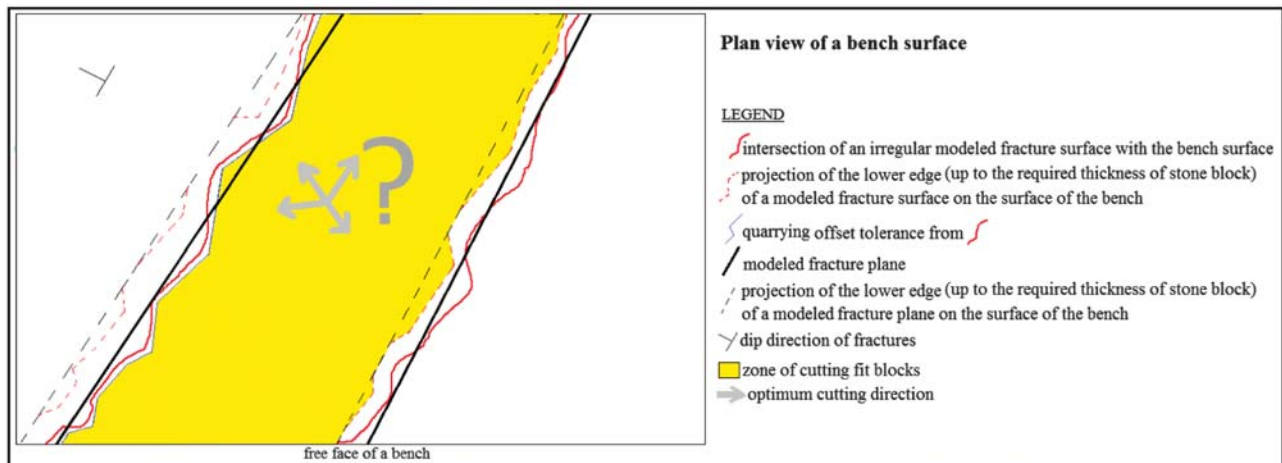 Plan view of a bench surface
LEGEND
intersection of an irregular modeled fracture surface with the bench surface
projection of the lower edge (up to the required thickness of stone block)
of a modeled fracture surface on the surface of the bench
quarrying offset tolerance from
modeled fracture plane
projection of the lower edge (up to the required thickness of stone block)
of a modeled fracture plane on the surface of the bench
dip direction of fractures
zone of cutting fit blocks
optimum cutting direction
?
free face of a bench